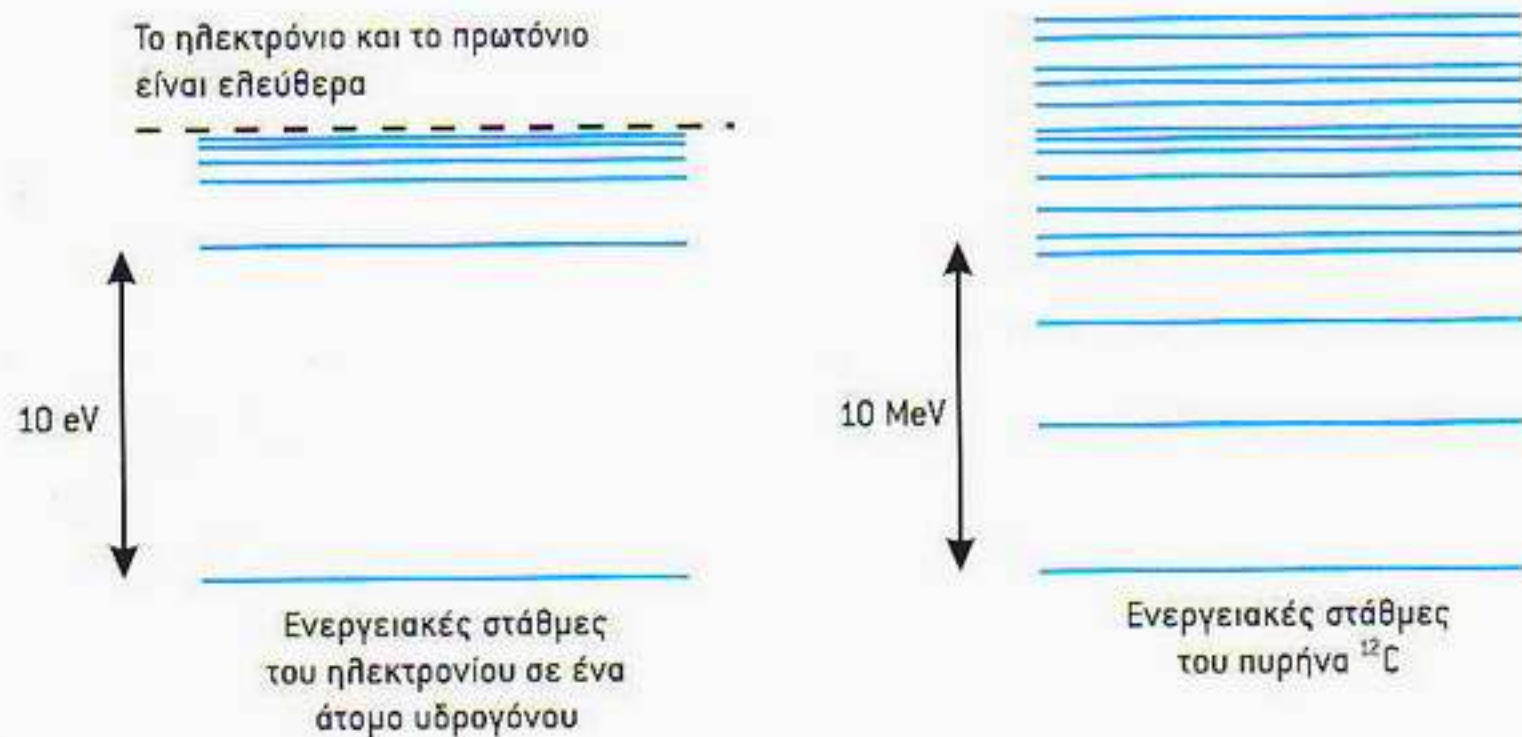 Το ηλεκτρόνιο και το πρωτόνιο
είναι ελεύθερα
10 eV
Ενεργειακές στάθμες
του ηλεκτρονίου σε ένα
άτομο υδρογόνου
10 MeV
Ενεργειακές στάθμες
του πυρήνα ¹²C